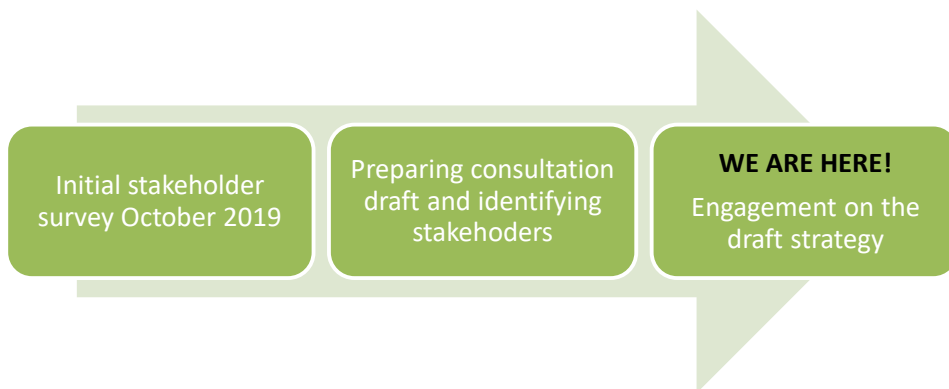 Initial stakeholder
survey October 2019
Preparing consultation
draft and identifying
stakehoders
WE ARE HERE!
Engagement on the
draft strategy